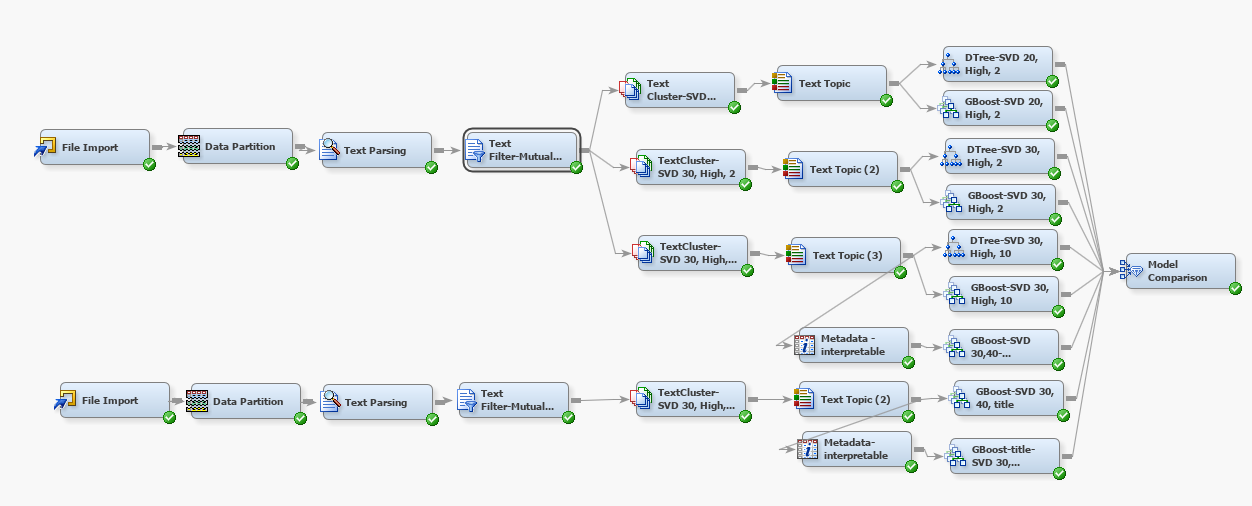 File Import
Data Partition
Text Parsing
Text
Filter-Mutual...
Text
Cluster-SVD...
Text Topic
DTree-SVD 20,
High, 2
GBoost-SVD 20,
High, 2
TextCluster-
SVD 30, High, 2
Text Topic (2)
DTree-SVD 30,
High, 2
GBoost-SVD 30,
High, 2
TextCluster-
SVD 30, High,...
Text Topic (3)
DTree-SVD 30,
High, 10
GBoost-SVD 30,
High, 10
Metadata -
interpretable
GBoost-SVD
30,40-...
Model
Comparison
File Import
Data Partition
Text Parsing
Text
Filter-Mutual...
TextCluster-
SVD 30, High,...
Text Topic (2)
GBoost-SVD 30,
40, title
Metadata-
interpretable
GBoost-title-
SVD 30,...